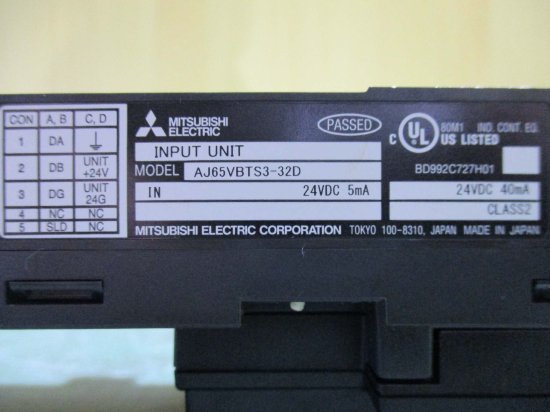 CON A, B C, D
1 DA
2 DB UNIT +24V
3 DG UNIT 24G
4 NC NC
5 SLD NC
MITSUBISHI ELECTRIC
PASSED
C UL US LISTED
80M1 IND. CONT. EQ.
INPUT UNIT
MODEL AJ65VBTS3-32D
BD992C727H01
IN 24VDC 5mA
24VDC 40mA
CLASS2
MITSUBISHI ELECTRIC CORPORATION TOKYO 100-8310, JAPAN MADE IN JAPAN